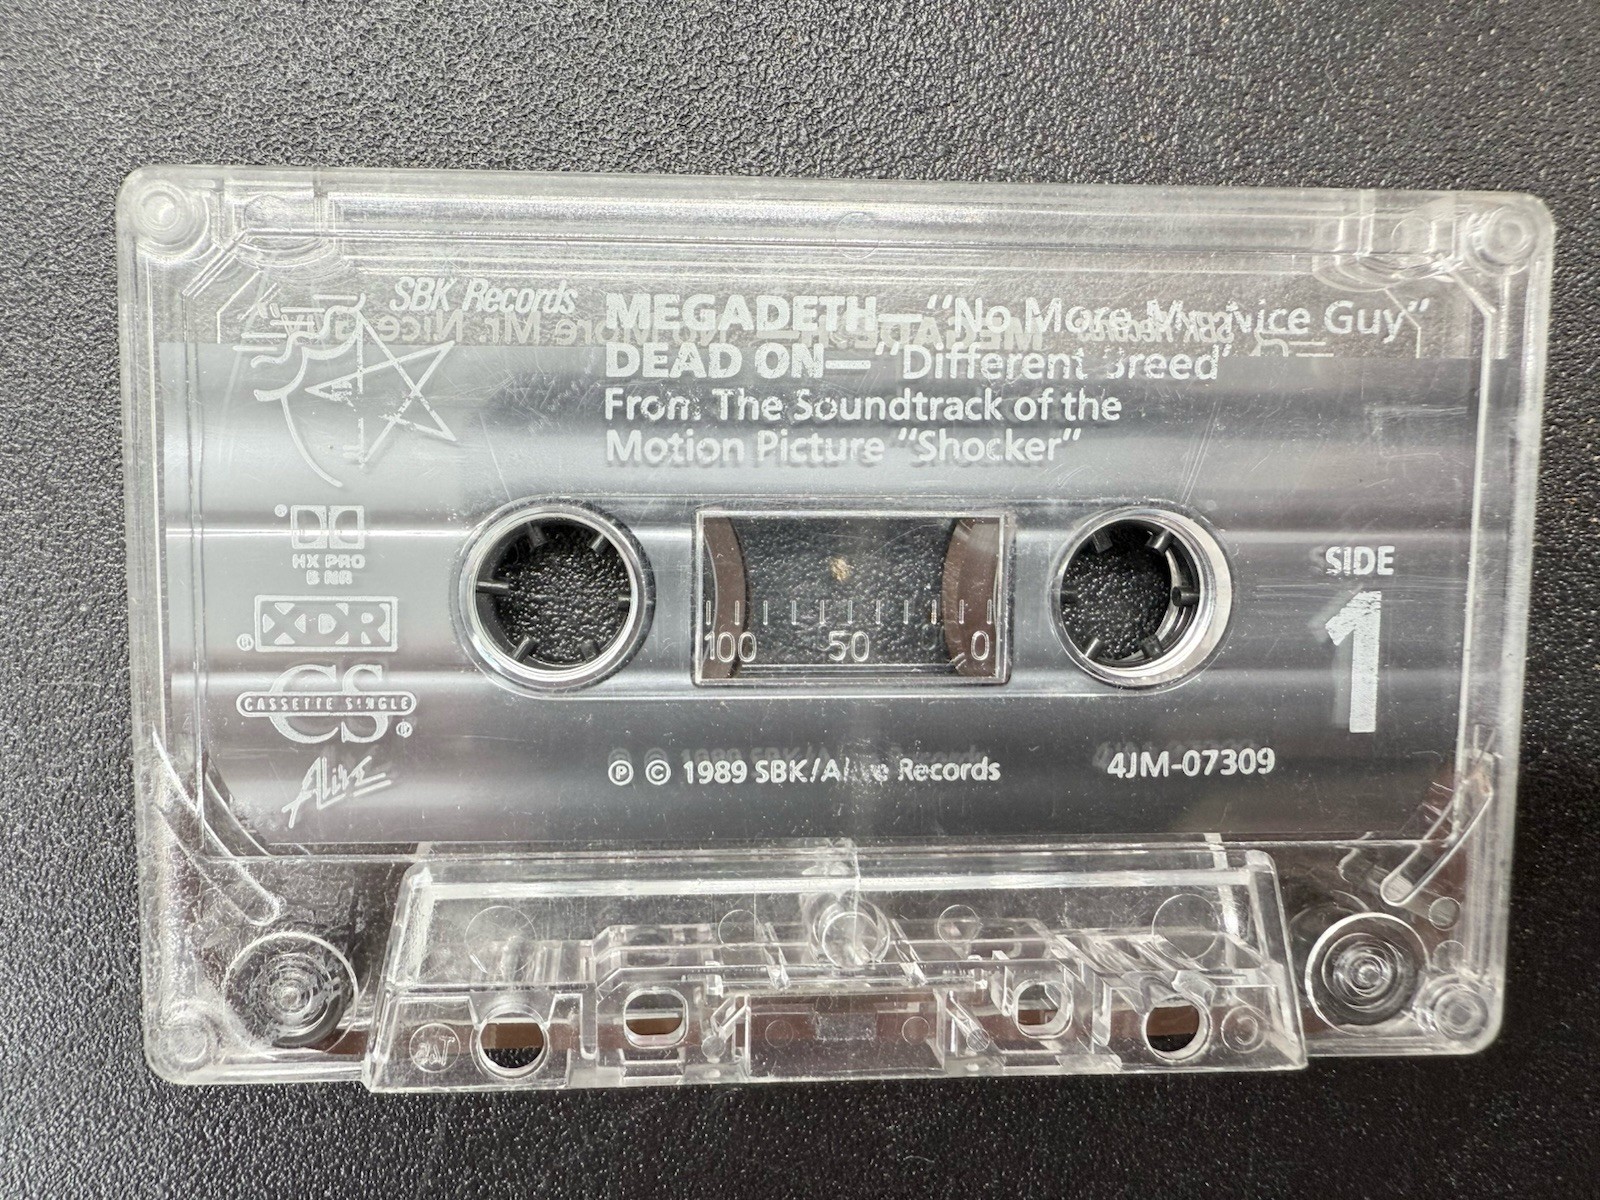 SBK Records
MEGADETH—"No More Mr. Nice Guy"
DEAD ON—"Different Breed"
From The Soundtrack of the
Motion Picture "Shocker"
HX PRO
B NR
XDR®
CS
CASSETTE SINGLE®
Alive
100 50 0
SIDE
1
℗ © 1989 SBK/Alive Records
4JM-07309